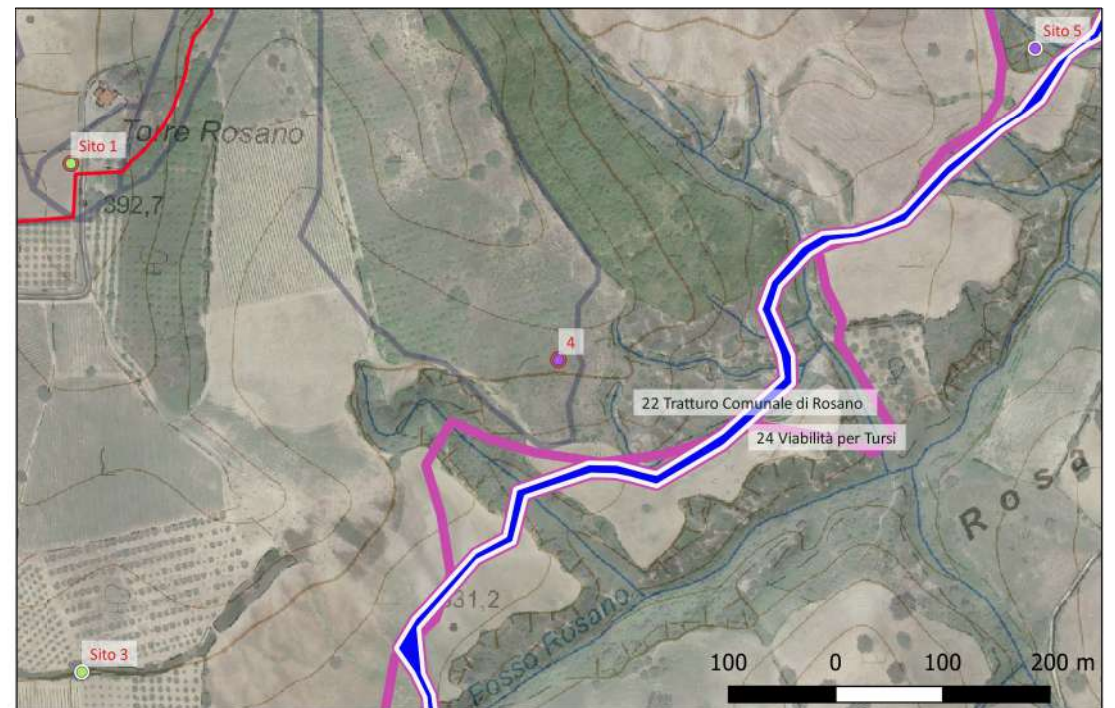 Sito 5
Torre Rosano
Sito 1
392,7
4
22 Tratturo Comunale di Rosano
24 Viabilità per Tursi
Rosa
331,2
Fosso Rosano
Sito 3
100 0 100 200 m